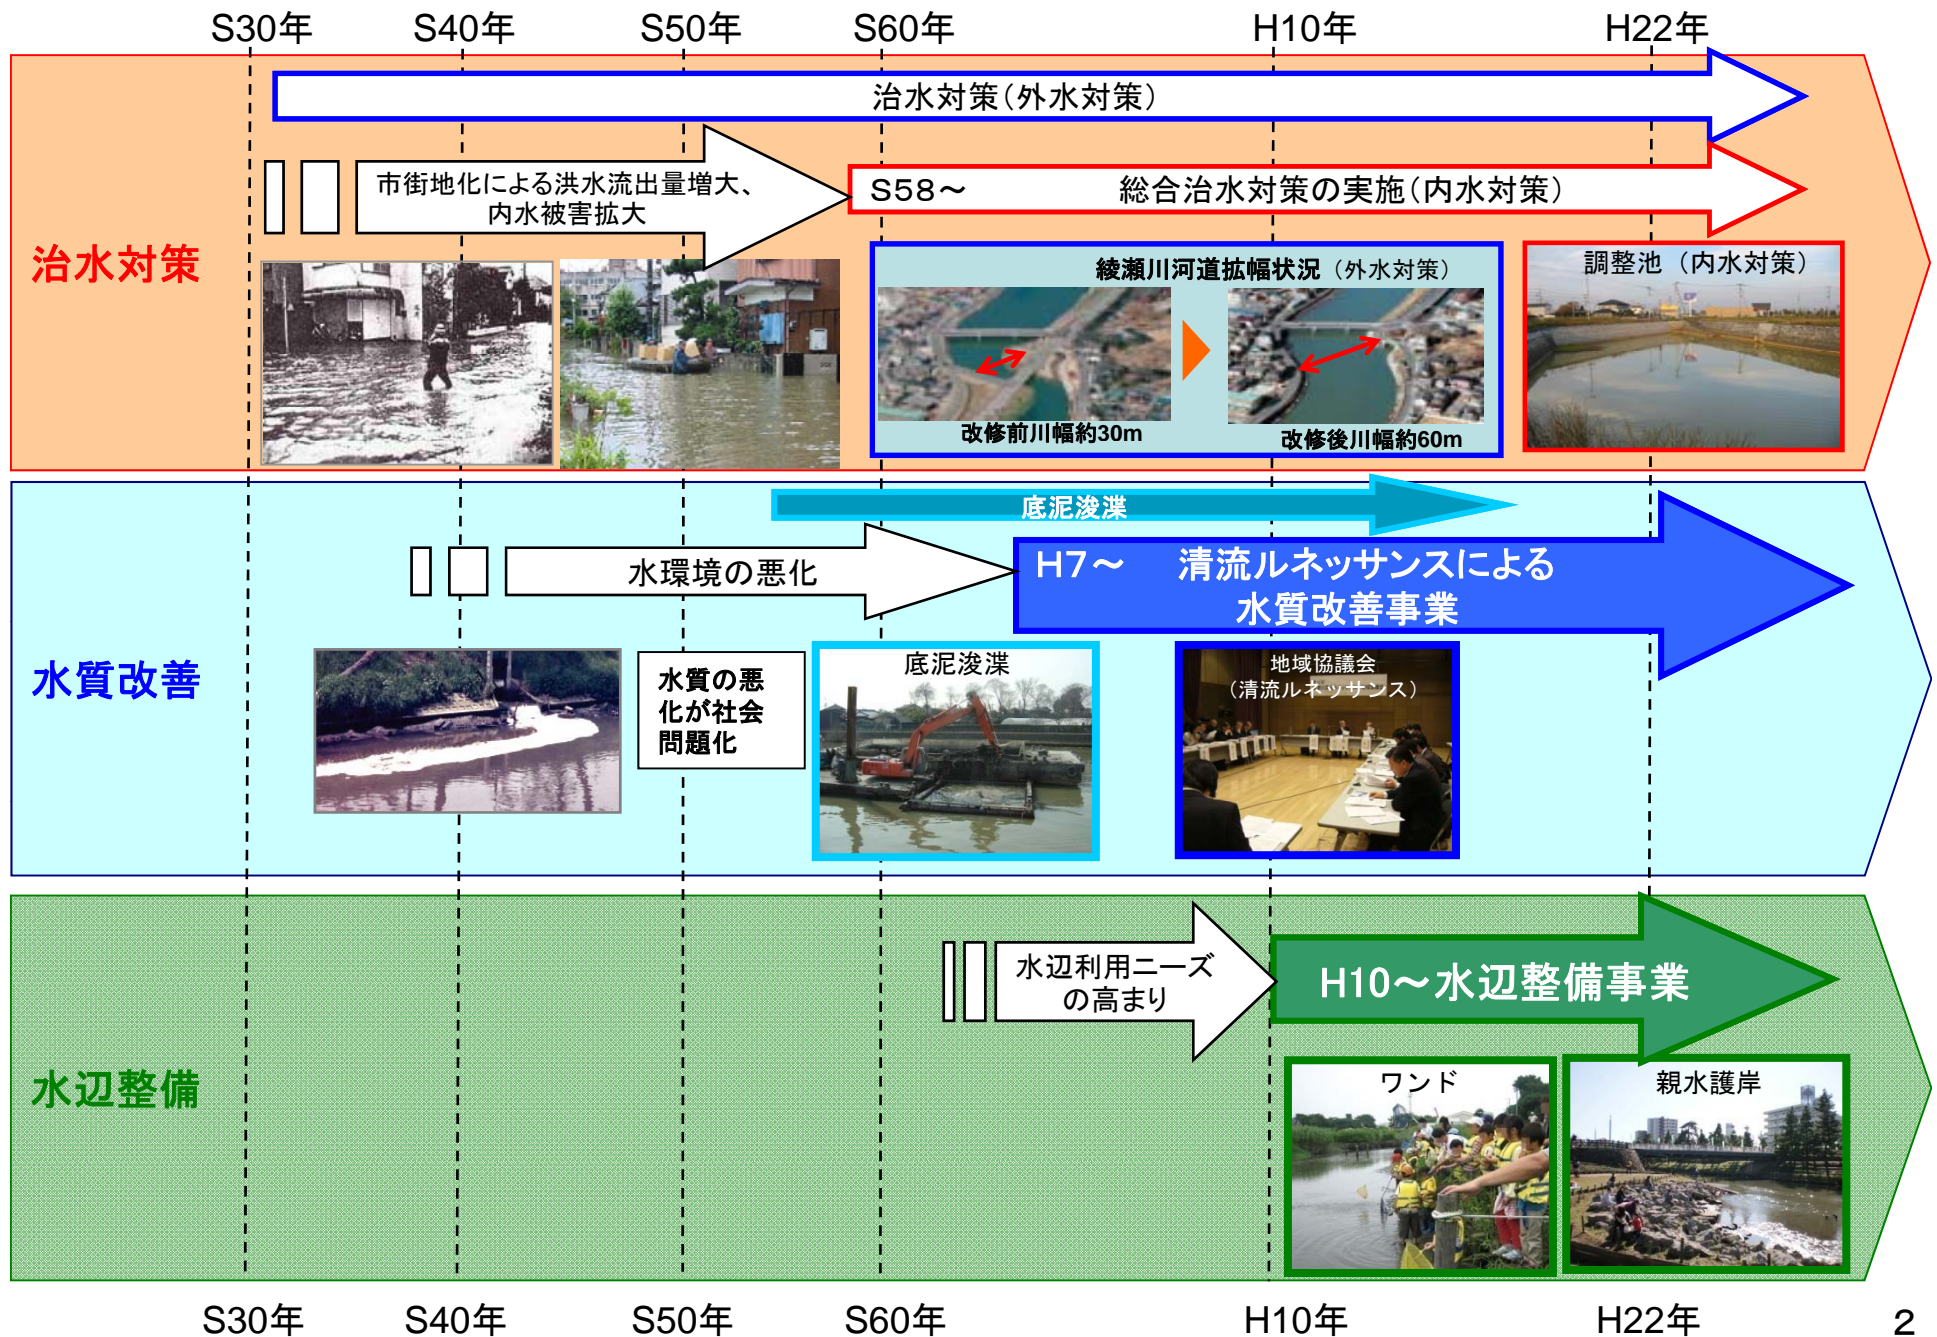 S30年 S40年 S50年 S60年 H10年 H22年
治水対策（外水対策）
市街地化による洪水流出量増大、
内水被害拡大
S58～ 総合治水対策の実施（内水対策）
治水対策
綾瀬川河道拡幅状況（外水対策）
改修前川幅約30m
改修後川幅約60m
調整池（内水対策）
底泥浚渫
水環境の悪化
H7～ 清流ルネッサンスによる
水質改善事業
水質改善
水質の悪
化が社会
問題化
底泥浚渫
地域協議会
（清流ルネッサンス）
水辺利用ニーズ
の高まり
H10～水辺整備事業
水辺整備
ワンド
親水護岸
S30年 S40年 S50年 S60年 H10年 H22年
2